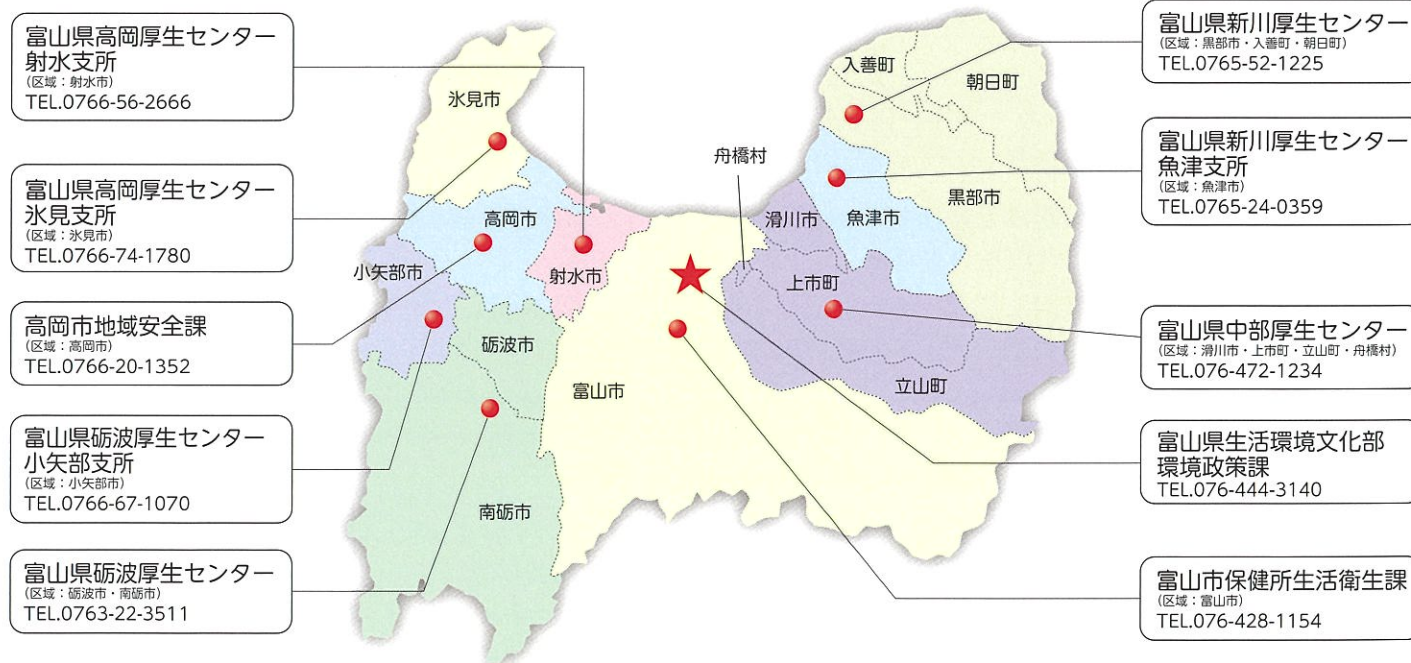 富山県高岡厚生センター
射水支所
(区域：射水市)
TEL.0766-56-2666
富山県高岡厚生センター
氷見支所
(区域：氷見市)
TEL.0766-74-1780
高岡市地域安全課
(区域：高岡市)
TEL.0766-20-1352
富山県砺波厚生センター
小矢部支所
(区域：小矢部市)
TEL.0766-67-1070
富山県砺波厚生センター
(区域：砺波市・南砺市)
TEL.0763-22-3511
氷見市
高岡市
小矢部市
射水市
砺波市
南砺市
富山市
舟橋村
滑川市
上市町
立山町
魚津市
黒部市
入善町
朝日町
富山県新川厚生センター
(区域：黒部市・入善町・朝日町)
TEL.0765-52-1225
富山県新川厚生センター
魚津支所
(区域：魚津市)
TEL.0765-24-0359
富山県中部厚生センター
(区域：滑川市・上市町・立山町・舟橋村)
TEL.076-472-1234
富山県生活環境文化部
環境政策課
TEL.076-444-3140
富山市保健所生活衛生課
(区域：富山市)
TEL.076-428-1154